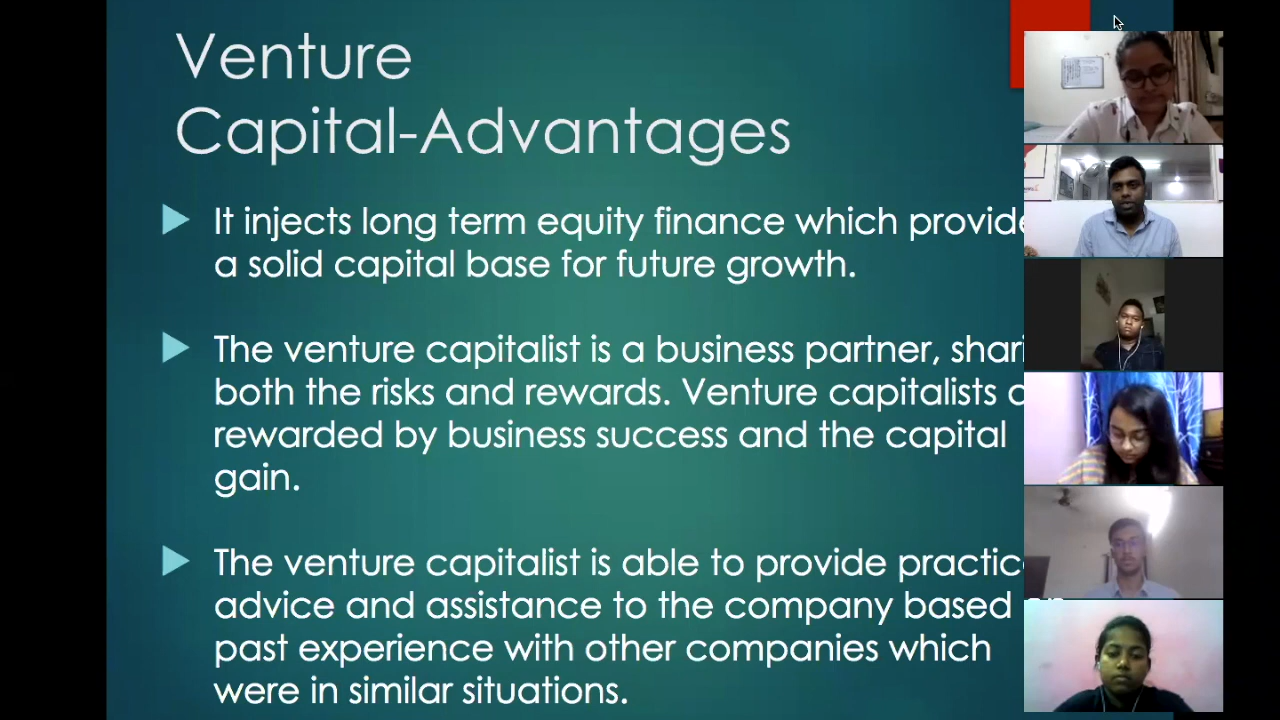 Venture
Capital-Advantages
It injects long term equity finance which provide
a solid capital base for future growth.
The venture capitalist is a business partner, shari
both the risks and rewards. Venture capitalists
rewarded by business success and the capital
gain.
The venture capitalist is able to provide practic
advice and assistance to the company based
past experience with other companies which
were in similar situations.